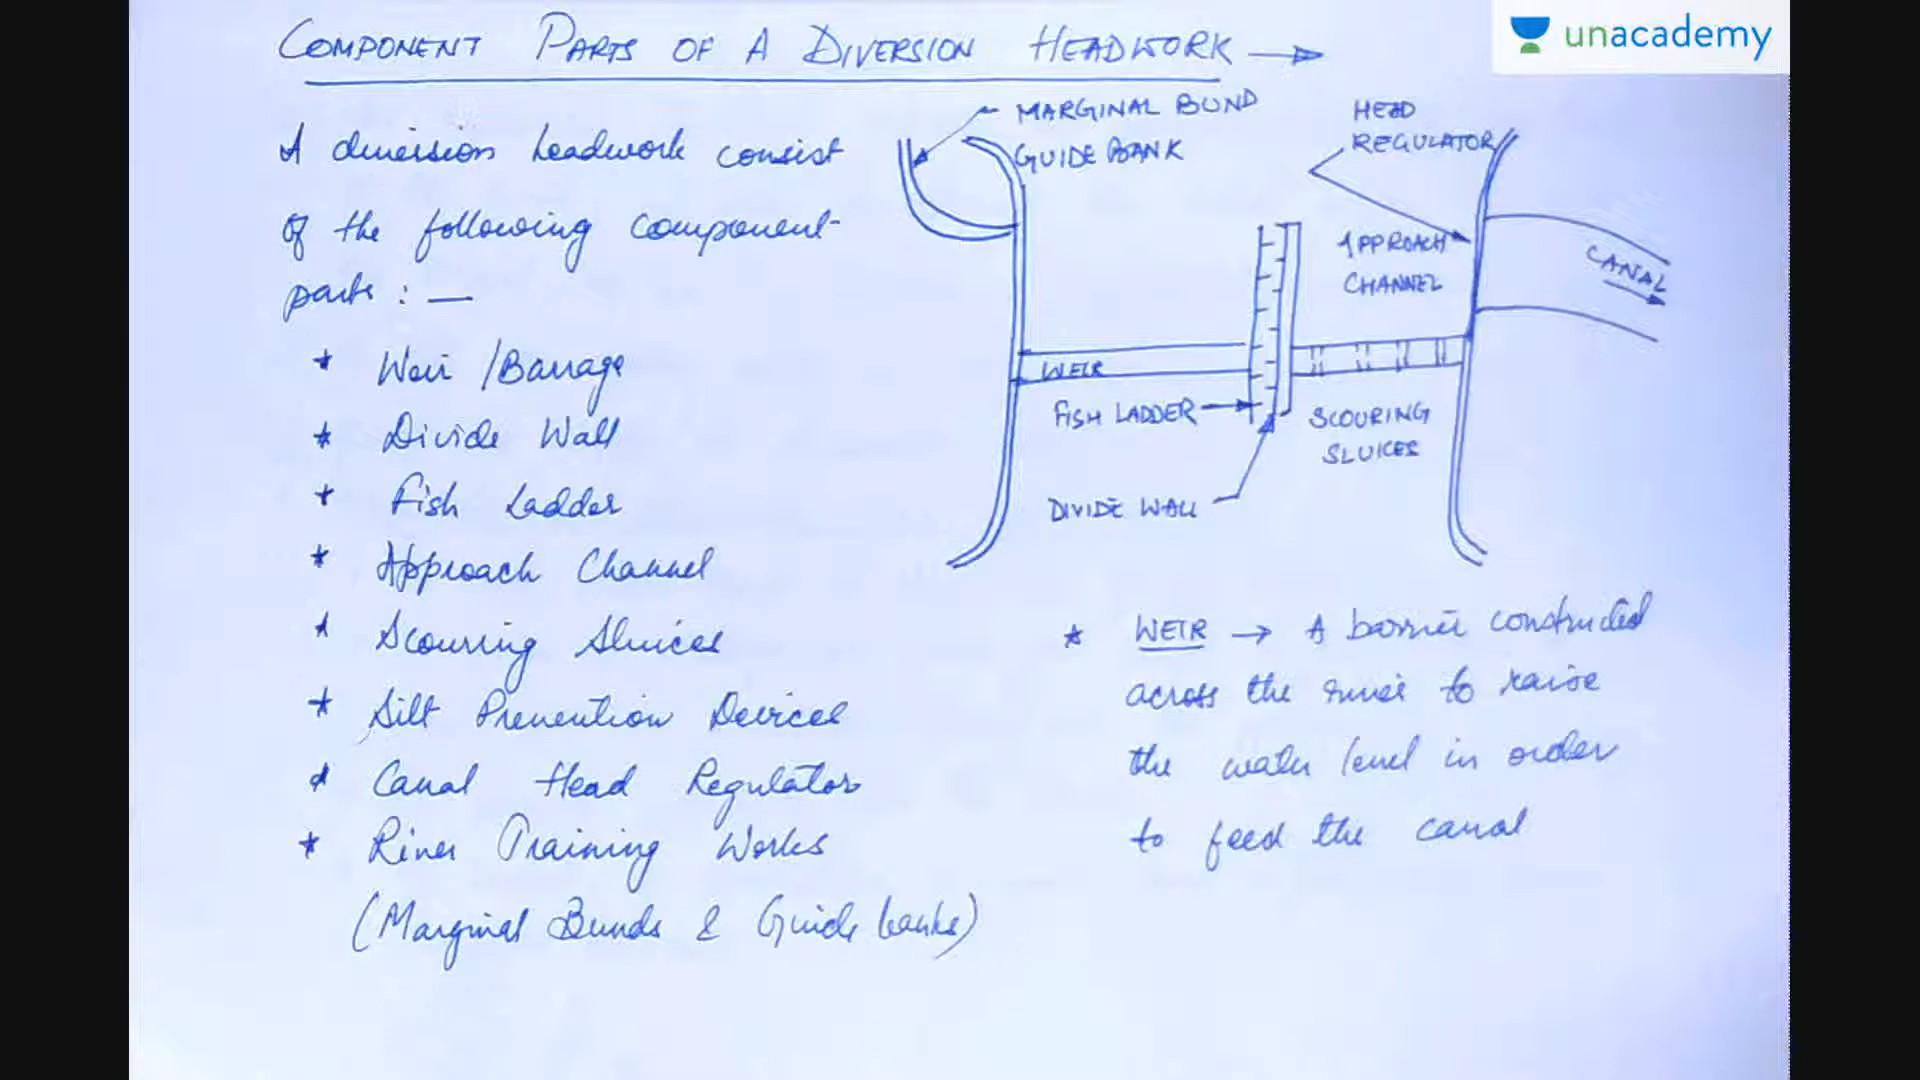 COMPONENT PARTS OF A DIVERSION HEADWORK →
unacademy
A diversion headwork consist
of the following component
parts : —
* Weir / Barrage
* Divide Wall
* Fish Ladder
* Approach Channel
* Scouring Sluices
* Silt Prevention Devices
* Canal Head Regulator
* River Training Works
(Marginal Bunds & Guide banks)
MARGINAL BUND
GUIDE BANK
HEAD
REGULATOR
APPROACH
CHANNEL
CANAL
WEIR
FISH LADDER
SCOURING
SLUICES
DIVIDE WALL
* WEIR → A barrier constructed
across the river to raise
the water level in order
to feed the canal